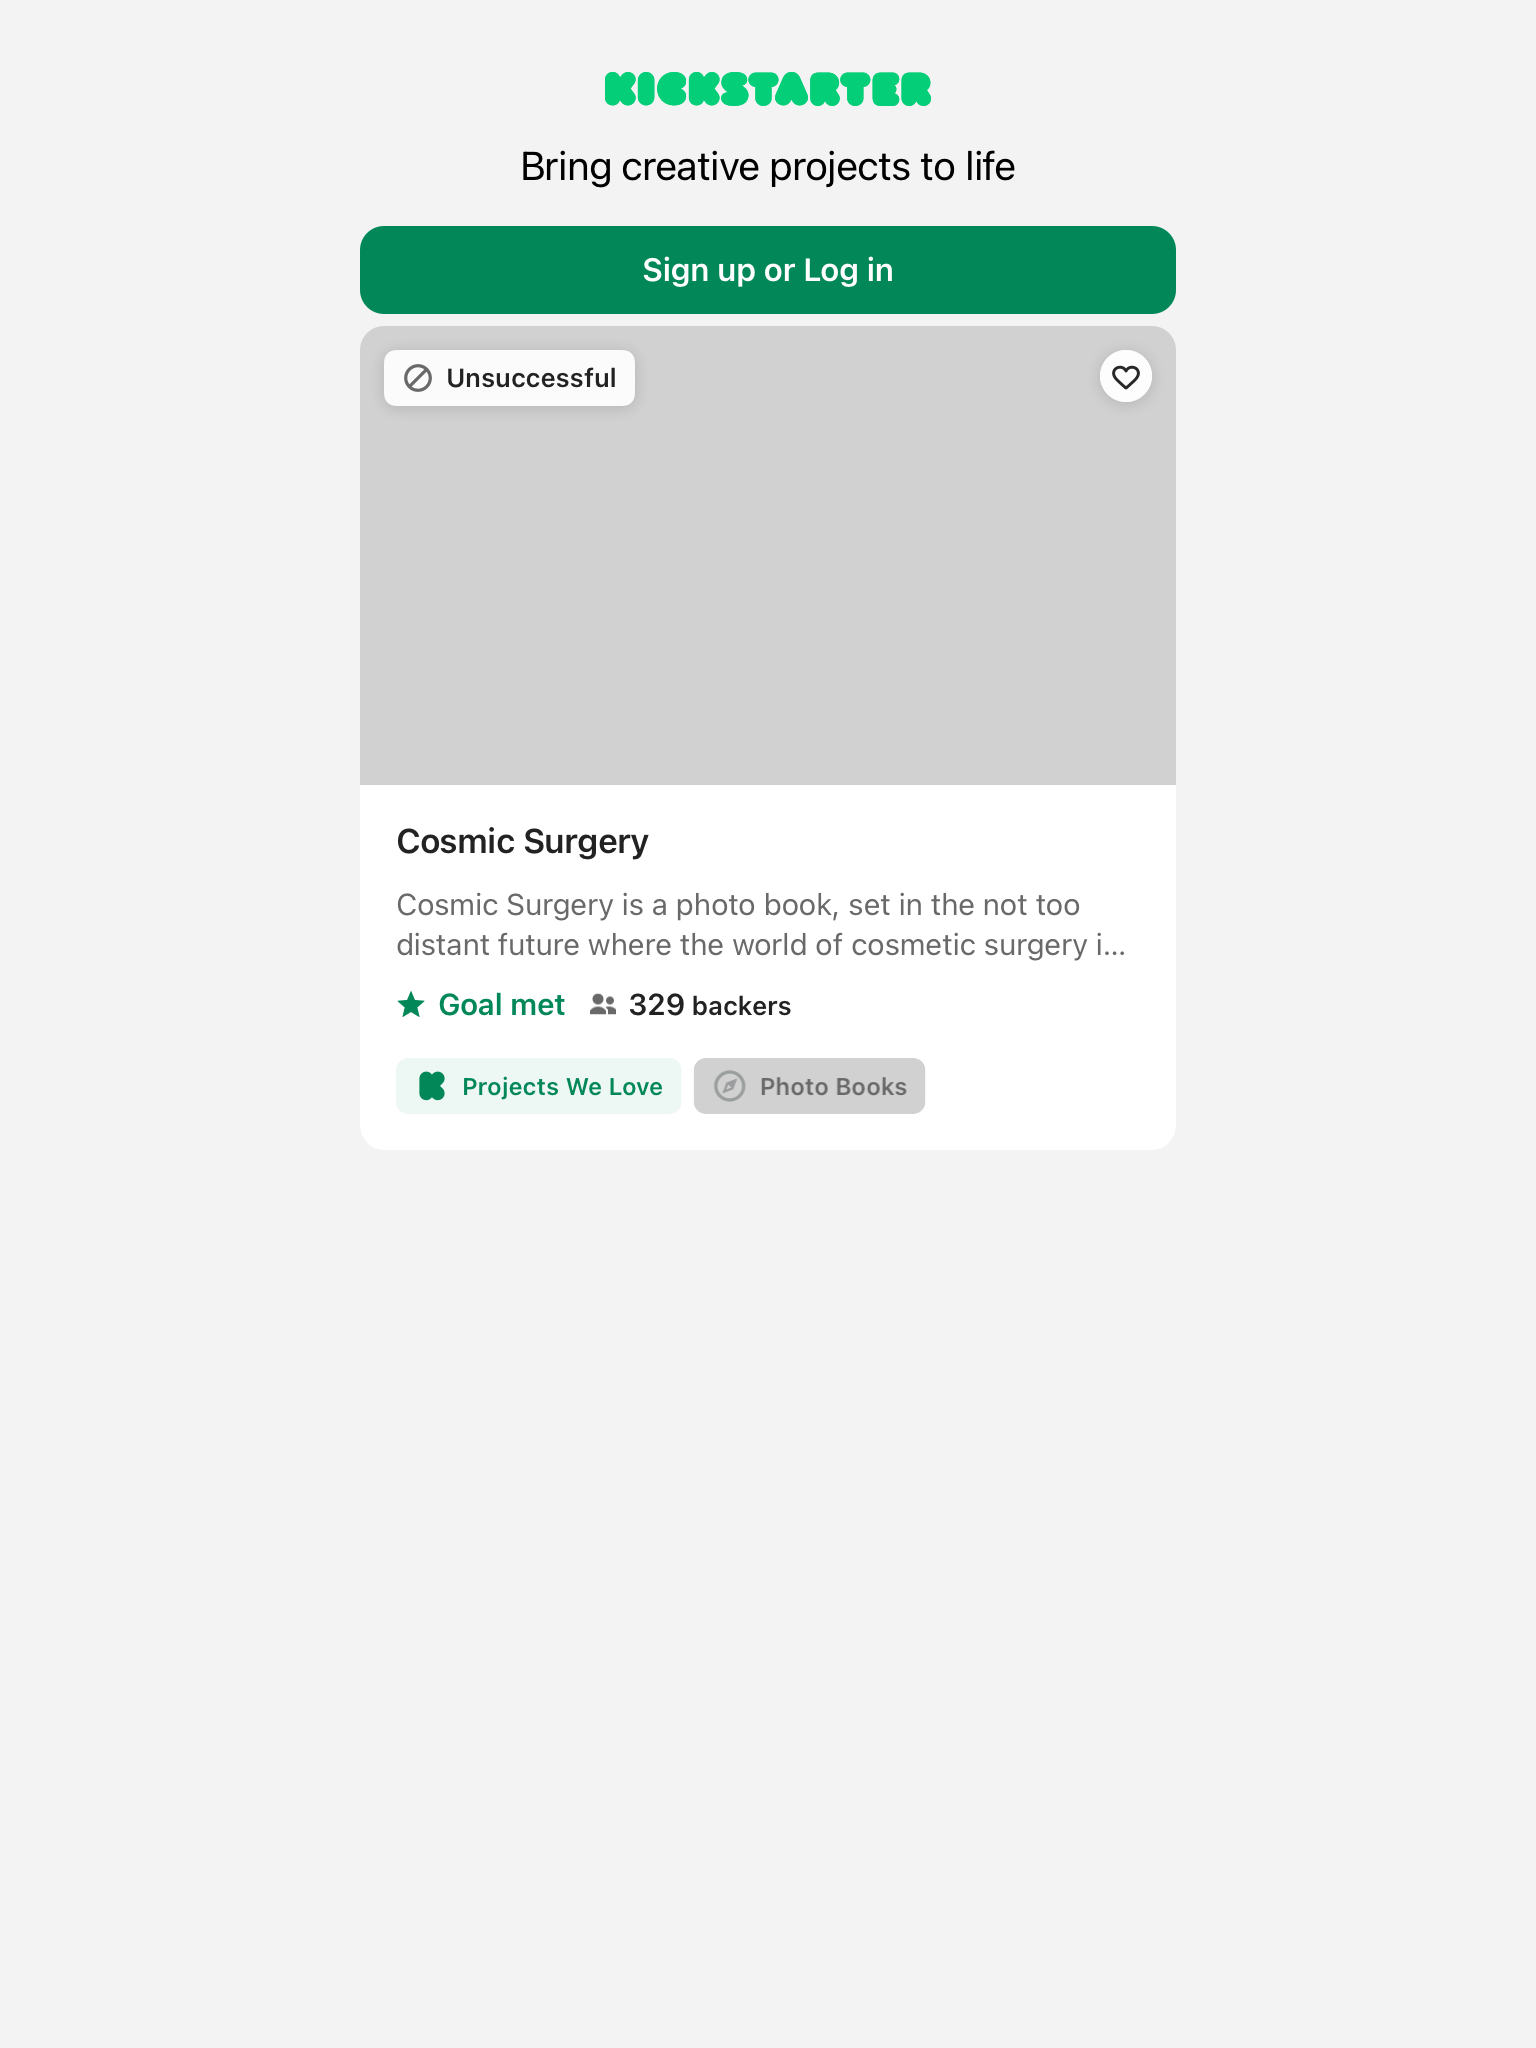 KICKSTARTER
Bring creative projects to life
Sign up or Log in
Unsuccessful
Cosmic Surgery
Cosmic Surgery is a photo book, set in the not too
distant future where the world of cosmetic surgery i...
Goal met 329 backers
Projects We Love Photo Books